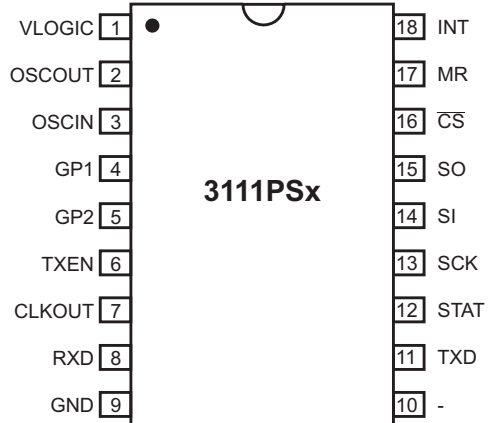 VLOGIC 1
OSCOUT 2
OSCIN 3
GP1 4
GP2 5
TXEN 6
CLKOUT 7
RXD 8
GND 9
3111PSx
18 INT
17 MR
16 C̅S̅
15 SO
14 SI
13 SCK
12 STAT
11 TXD
10 -